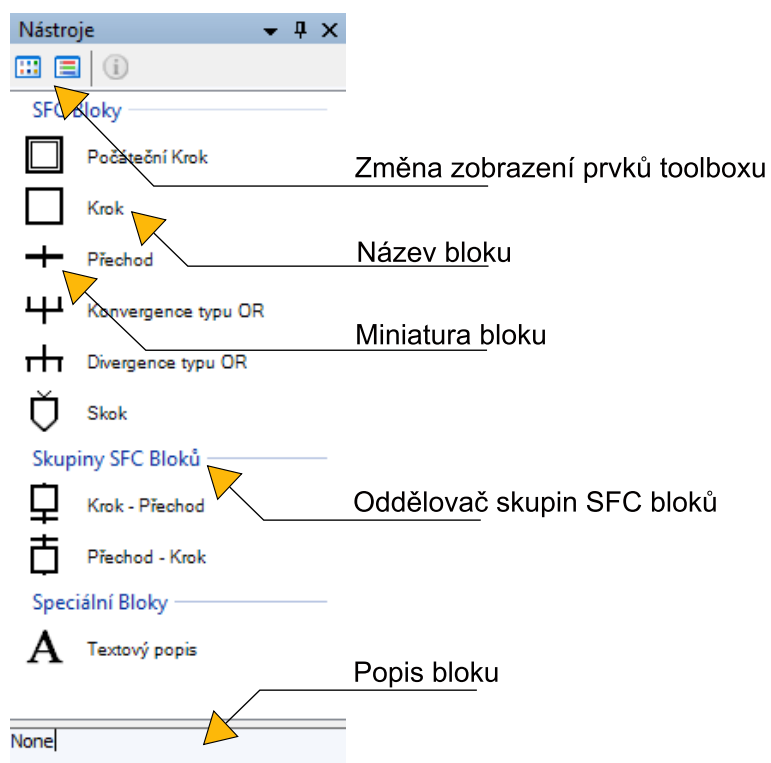 Nástroje
SFC Bloky
Počáteční Krok
Změna zobrazení prvků toolboxu
Krok
Název bloku
Přechod
Konvergence typu OR
Miniatura bloku
Divergence typu OR
Skok
Skupiny SFC Bloků
Krok - Přechod
Oddělovač skupin SFC bloků
Přechod - Krok
Speciální Bloky
A
Textový popis
Popis bloku
None